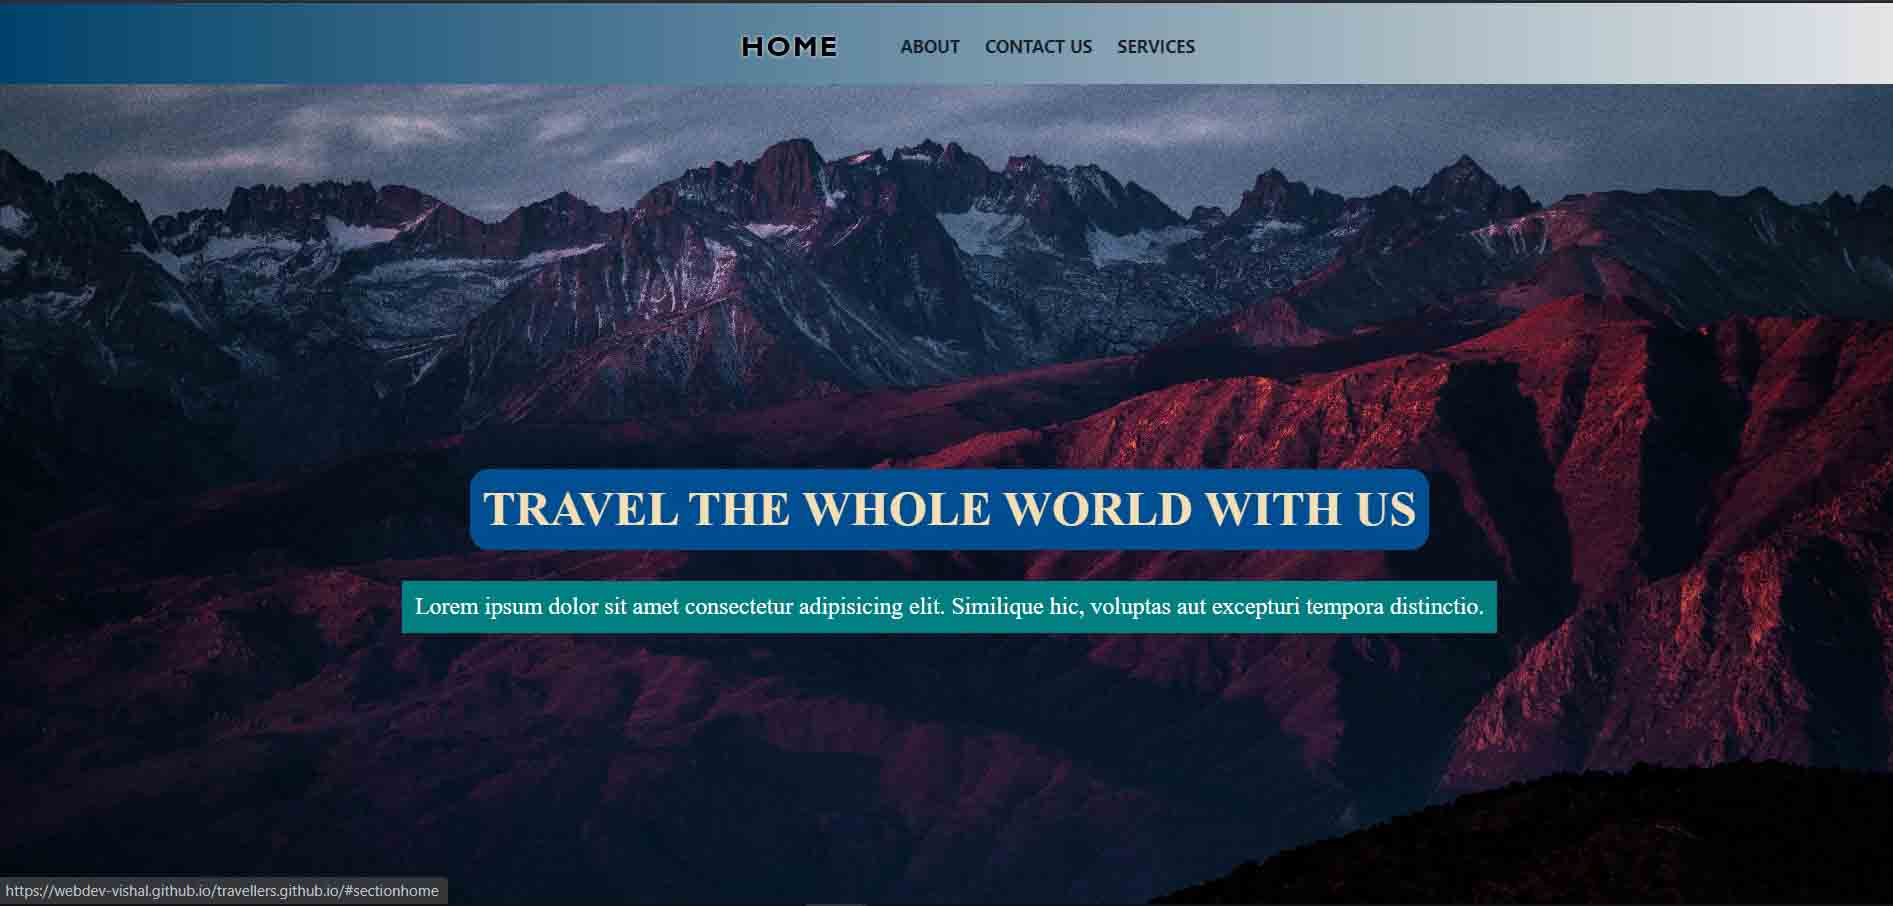 HOME ABOUT CONTACT US SERVICES
TRAVEL THE WHOLE WORLD WITH US
Lorem ipsum dolor sit amet consectetur adipisicing elit. Similique hic, voluptas aut excepturi tempora distinctio.
https://webdev-vishal.github.io/travellers.github.io/#sectionhome